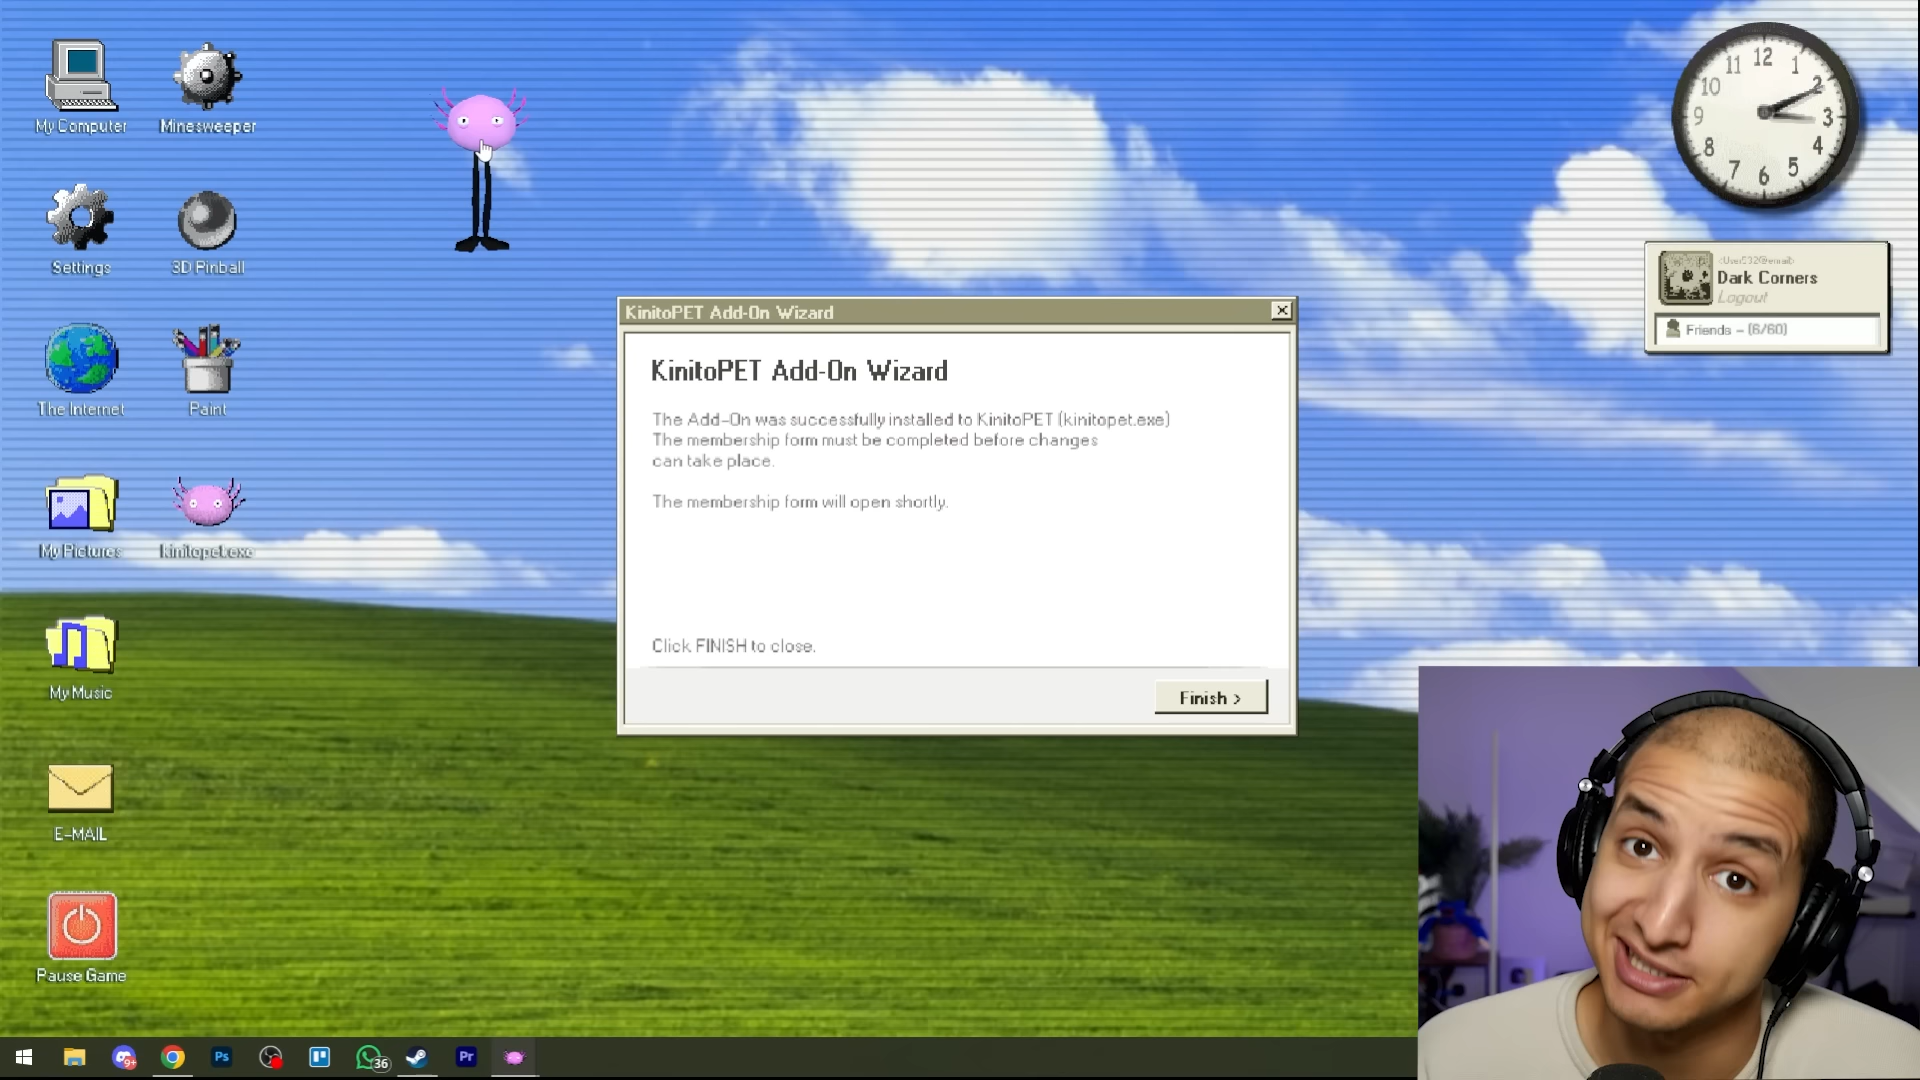 My Computer
Minesweeper
Settings
3D Pinball
The Internet
Paint
My Pictures
kinitopet.exe
My Music
E-MAIL
Pause Game
KinitoPET Add-On Wizard
KinitoPET Add-On Wizard
The Add-On was successfully installed to KinitoPET (kinitopet.exe)
The membership form must be completed before changes
can take place.
The membership form will open shortly.
Click FINISH to close.
Finish >
12
1
2
3
4
5
6
7
8
9
10
11
Dark Corners
Logout
Friends - (6/60)
9+
Ps
36
Pr